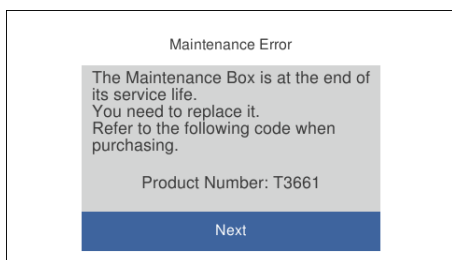 Maintenance Error
The Maintenance Box is at the end of
its service life.
You need to replace it.
Refer to the following code when
purchasing.
Product Number: T3661
Next